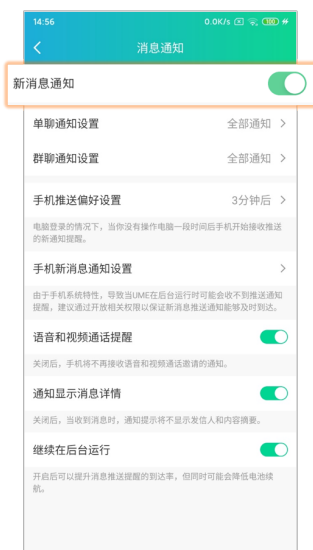 14:56 0.0K/s 100
消息通知
新消息通知
单聊通知设置 全部通知
群聊通知设置 全部通知
手机推送偏好设置 3分钟后
电脑登录的情况下，当你没有操作电脑一段时间后手机开始接收推送
的新通知提醒。
手机新消息通知设置
由于手机系统特性，导致当UME在后台运行时可能会收不到推送通知
提醒，建议通过开放相关权限以保证新消息推送通知能够及时到达。
语音和视频通话提醒
关闭后，手机将不再接收语音和视频通话邀请的通知。
通知显示消息详情
关闭后，当收到消息时，通知提示将不显示发信人和内容摘要。
继续在后台运行
开启后可以提升消息推送提醒的到达率，但同时可能会降低电池续
航。